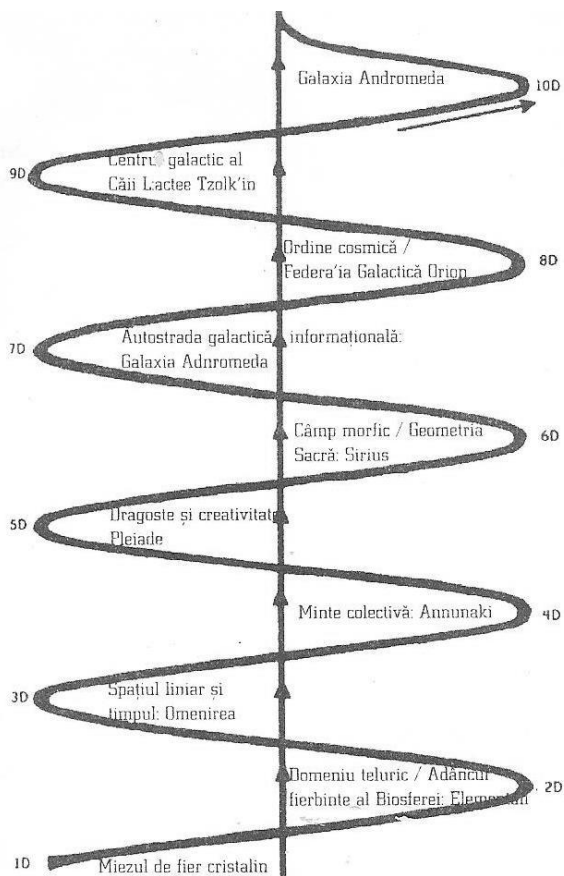 Galaxia Andromeda
10D
9D
Centrul galactic al
Căii Lactee Tzolk'in
Ordine cosmică /
Federa'ia Galactică Orion
8D
7D
Autostrada galactică informațională:
Galaxia Adnromeda
Câmp morfic / Geometria
Sacră: Sirius
6D
5D
Dragoste și creativitate
Pleiade
Minte colectivă: Annunaki
4D
3D
Spațiul liniar și
timpul: Omenirea
Domeniu teluric / Adâncul
fierbinte al Biosferei:
2D
1D
Miezul de fier cristalin